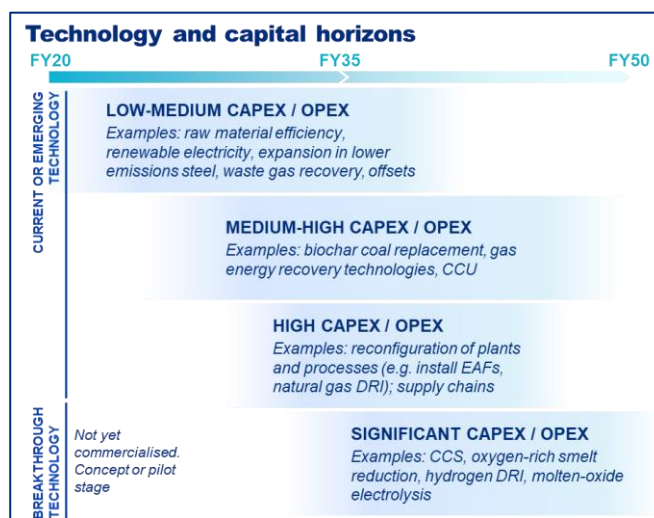 Technology and capital horizons
FY20 FY35 FY50
CURRENT OR EMERGING
TECHNOLOGY
LOW-MEDIUM CAPEX / OPEX
Examples: raw material efficiency,
renewable electricity, expansion in lower
emissions steel, waste gas recovery, offsets
MEDIUM-HIGH CAPEX / OPEX
Examples: biochar coal replacement, gas
energy recovery technologies, CCU
HIGH CAPEX / OPEX
Examples: reconfiguration of plants
and processes (e.g. install EAFs,
natural gas DRI); supply chains
BREAKTHROUGH
TECHNOLOGY
Not yet
commercialised.
Concept or pilot
stage
SIGNIFICANT CAPEX / OPEX
Examples: CCS, oxygen-rich smelt
reduction, hydrogen DRI, molten-oxide
electrolysis